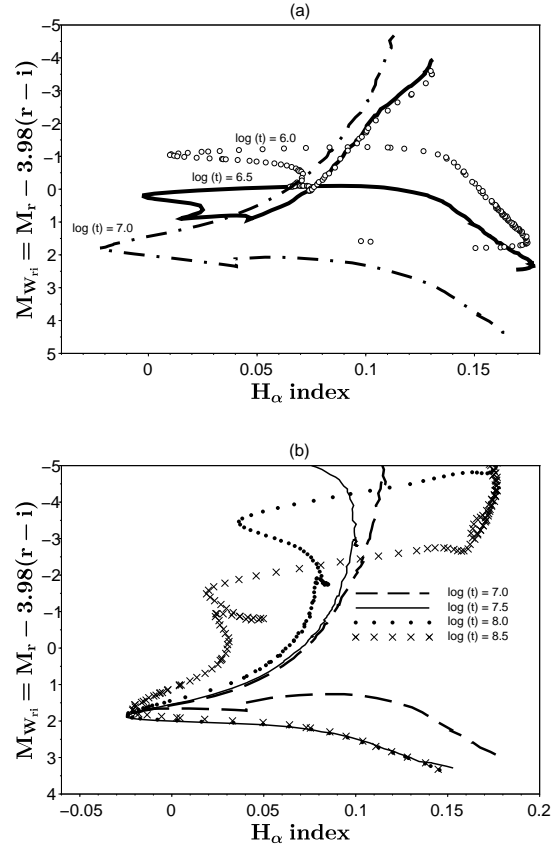 (a)
-5
-4
-3
-2
-1
0
1
2
3
4
5
log (t) = 6.0
log (t) = 6.5
log (t) = 7.0
M_{W_{ri}} = M_r − 3.98(r − i)
0 0.05 0.1 0.15
H_α index
(b)
-5
-4
-3
-2
-1
0
1
2
3
4
log (t) = 7.0
log (t) = 7.5
log (t) = 8.0
log (t) = 8.5
M_{W_{ri}} = M_r − 3.98(r − i)
-0.05 0 0.05 0.1 0.15 0.2
H_α index